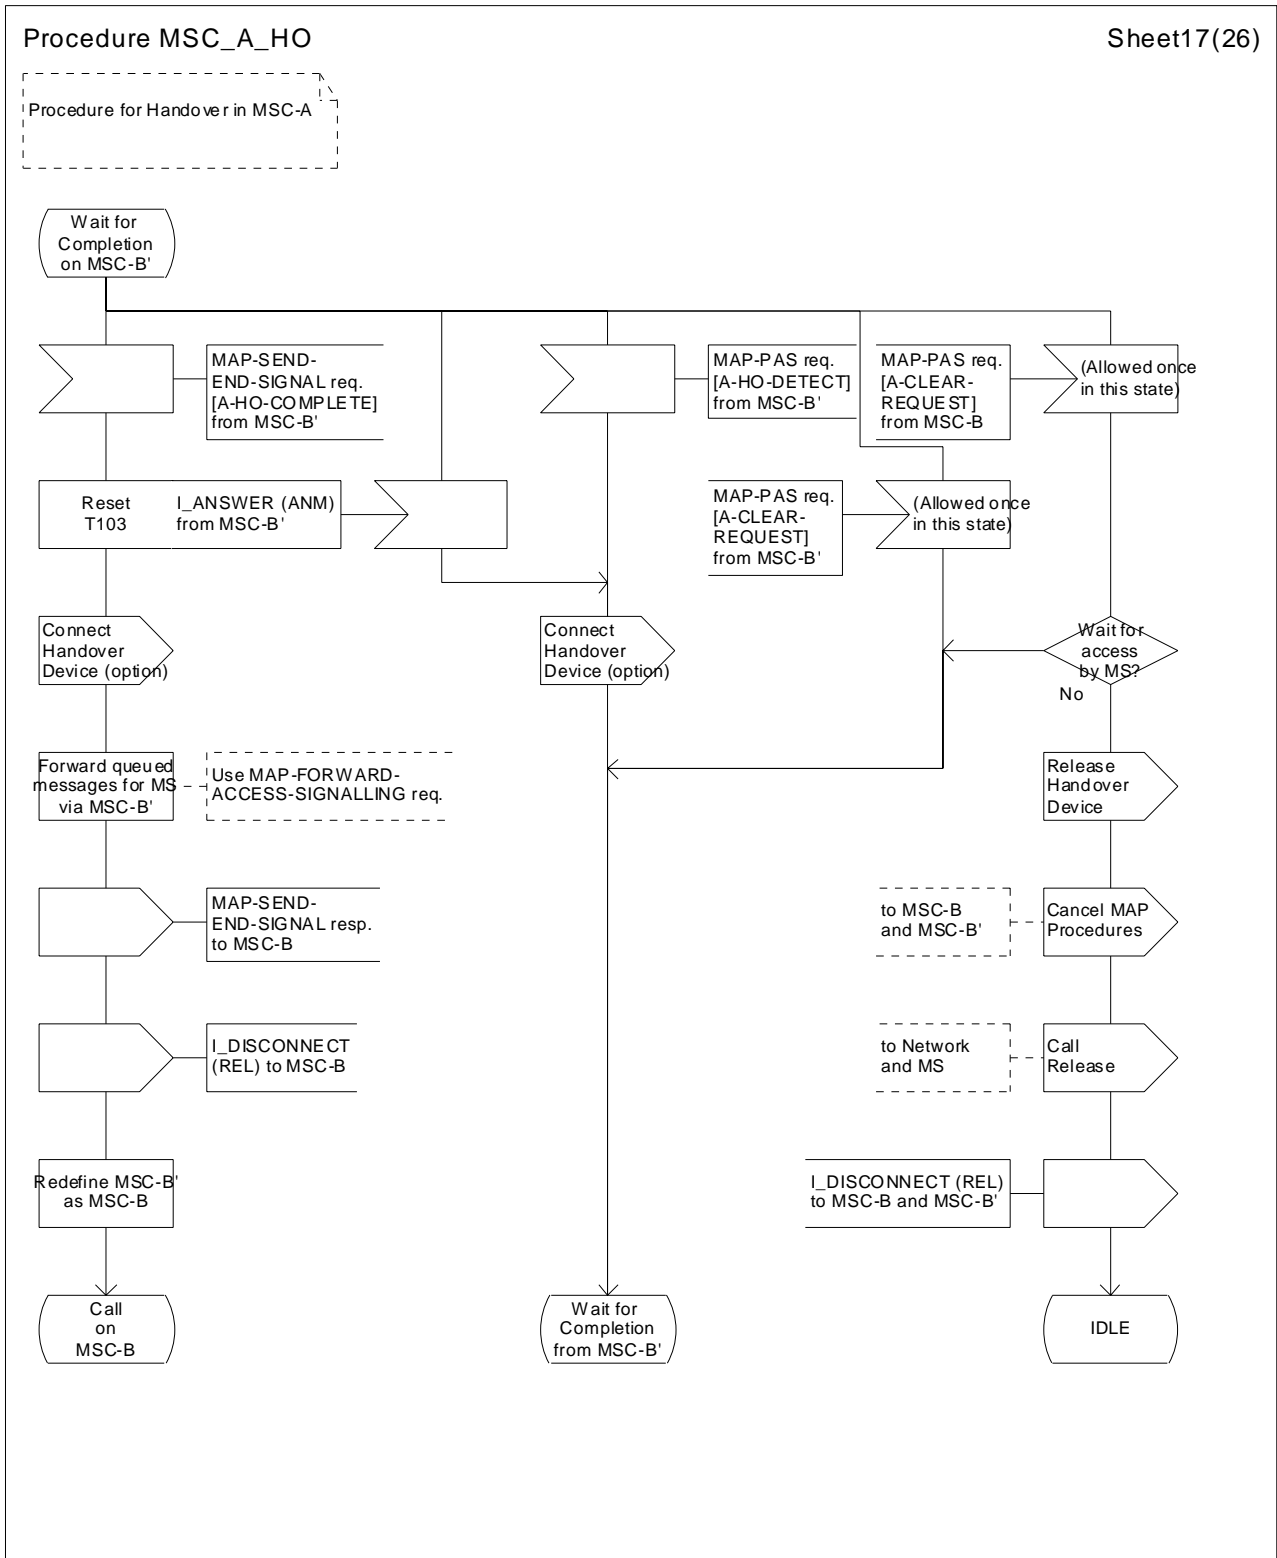 Procedure MSC_A_HO
Sheet17(26)
Procedure for Handover in MSC-A
Wait for
Completion
on MSC-B'
MAP-SEND-
END-SIGNAL req.
[A-HO-COMPLETE]
from MSC-B'
MAP-PAS req.
[A-HO-DETECT]
from MSC-B'
MAP-PAS req.
[A-CLEAR-
REQUEST]
from MSC-B
(Allowed once
in this state)
Reset
T103
I_ANSWER (ANM)
from MSC-B'
MAP-PAS req.
[A-CLEAR-
REQUEST]
from MSC-B'
(Allowed once
in this state)
Connect
Handover
Device (option)
Connect
Handover
Device (option)
Wait for
access
by MS?
No
Forward queued
messages for MS
via MSC-B'
Use MAP-FORWARD-
ACCESS-SIGNALLING req.
Release
Handover
Device
MAP-SEND-
END-SIGNAL resp.
to MSC-B
to MSC-B
and MSC-B'
Cancel MAP
Procedures
I_DISCONNECT
(REL) to MSC-B
to Network
and MS
Call
Release
Redefine MSC-B'
as MSC-B
I_DISCONNECT (REL)
to MSC-B and MSC-B'
Call
on
MSC-B
Wait for
Completion
from MSC-B'
IDLE